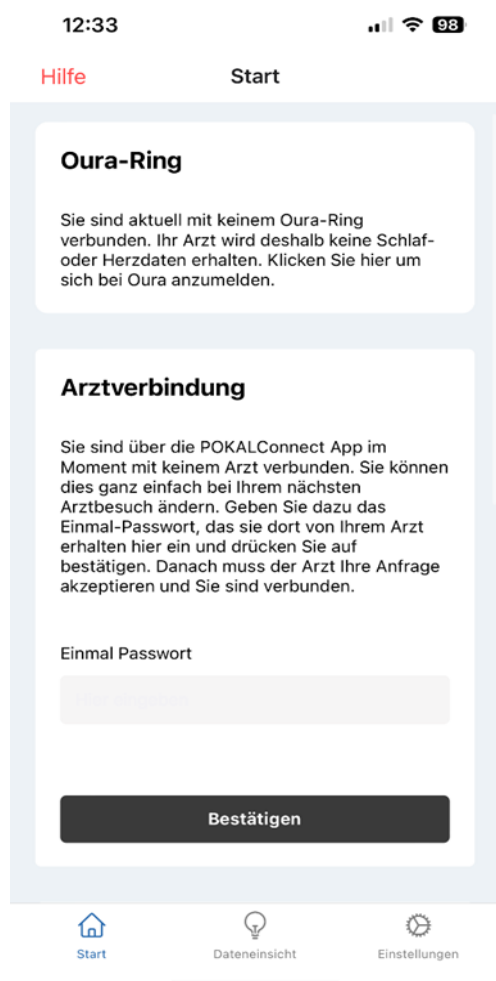 12:33
98
Hilfe
Start
Oura-Ring
Sie sind aktuell mit keinem Oura-Ring
verbunden. Ihr Arzt wird deshalb keine Schlaf-
oder Herzdaten erhalten. Klicken Sie hier um
sich bei Oura anzumelden.
Arztverbindung
Sie sind über die POKALConnect App im
Moment mit keinem Arzt verbunden. Sie können
dies ganz einfach bei Ihrem nächsten
Arztbesuch ändern. Geben Sie dazu das
Einmal-Passwort, das sie dort von Ihrem Arzt
erhalten hier ein und drücken Sie auf
bestätigen. Danach muss der Arzt Ihre Anfrage
akzeptieren und Sie sind verbunden.
Einmal Passwort
Bestätigen
Start
Dateneinsicht
Einstellungen